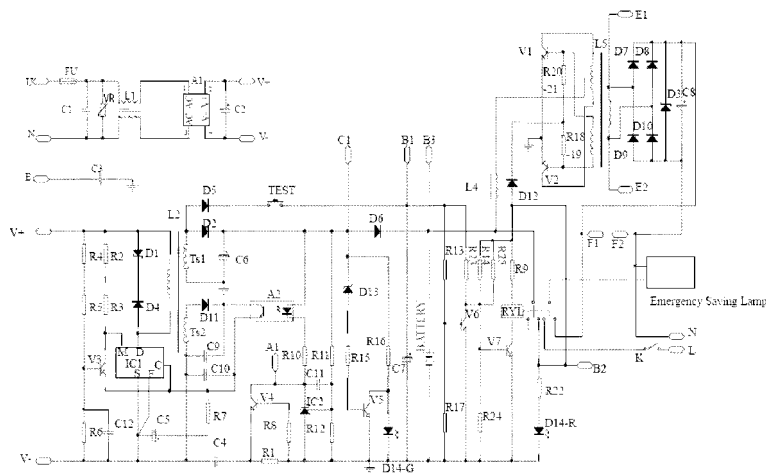 E1
L5
V1
D7 D8
FU
A1
V+
R20
-21
D3
C8
C1
VR
C2
R18
-19
N
V-
C1
B1
D10
D9
E
C3
L4
V2
E2
D5
TEST
D12
L2
V+
D2
D6
F1
F2
R4
R2
D1
Ts1
C6
R13
R9
A2
D13
R5
R3
D4
D11
V6
RYL
Emergency Saving Lamp
Ts2
BATTERY
N
V3
M D
IC1
C
S F
C9
A1
R10
R11
R15
R16
V7
K
L
C10
C11
C7
B2
V4
IC2
V5
R22
C12
C5
R7
R17
R24
R6
R8
R12
D14-R
C4
V-
R1
D14-G